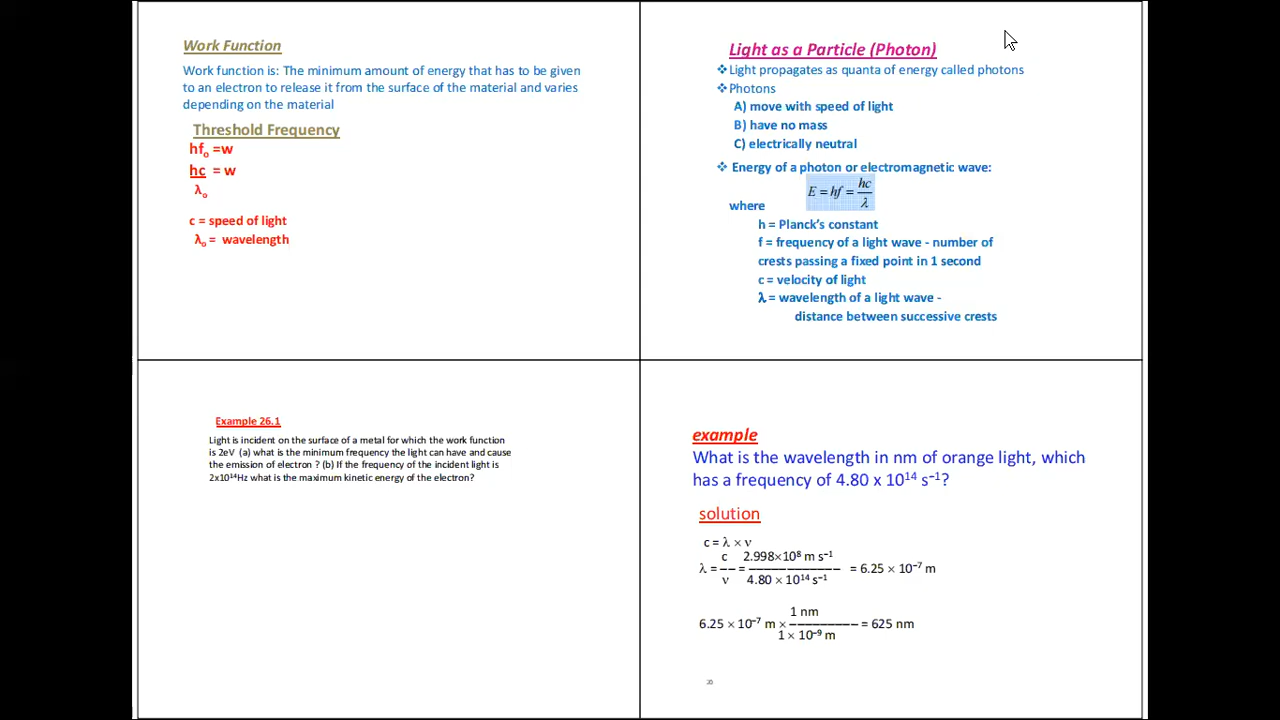 Work Function
Work function is: The minimum amount of energy that has to be given
to an electron to release it from the surface of the material and varies
depending on the material
Threshold Frequency
hf₀ =w
hc = w
λ₀
c = speed of light
λ₀ = wavelength
Light as a Particle (Photon)
❖Light propagates as quanta of energy called photons
❖Photons
A) move with speed of light
B) have no mass
C) electrically neutral
❖ Energy of a photon or electromagnetic wave:
E = hf = hc/λ
where
h = Planck's constant
f = frequency of a light wave - number of
crests passing a fixed point in 1 second
c = velocity of light
λ = wavelength of a light wave -
distance between successive crests
Example 26.1
Light is incident on the surface of a metal for which the work function
is 2eV (a) what is the minimum frequency the light can have and cause
the emission of electron ? (b) If the frequency of the incident light is
2x10¹⁴Hz what is the maximum kinetic energy of the electron?
example
What is the wavelength in nm of orange light, which
has a frequency of 4.80 x 10¹⁴ s⁻¹?
solution
c = λ × ν
c 2.998×10⁸ m s⁻¹
λ = — = ———— = 6.25 × 10⁻⁷ m
ν 4.80 × 10¹⁴ s⁻¹
1 nm
6.25 × 10⁻⁷ m × ———— = 625 nm
1 × 10⁻⁹ m
20